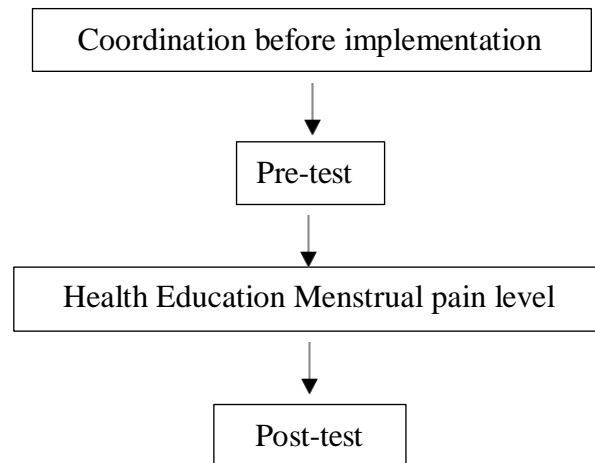 Coordination before implementation
Pre-test
Health Education Menstrual pain level
Post-test